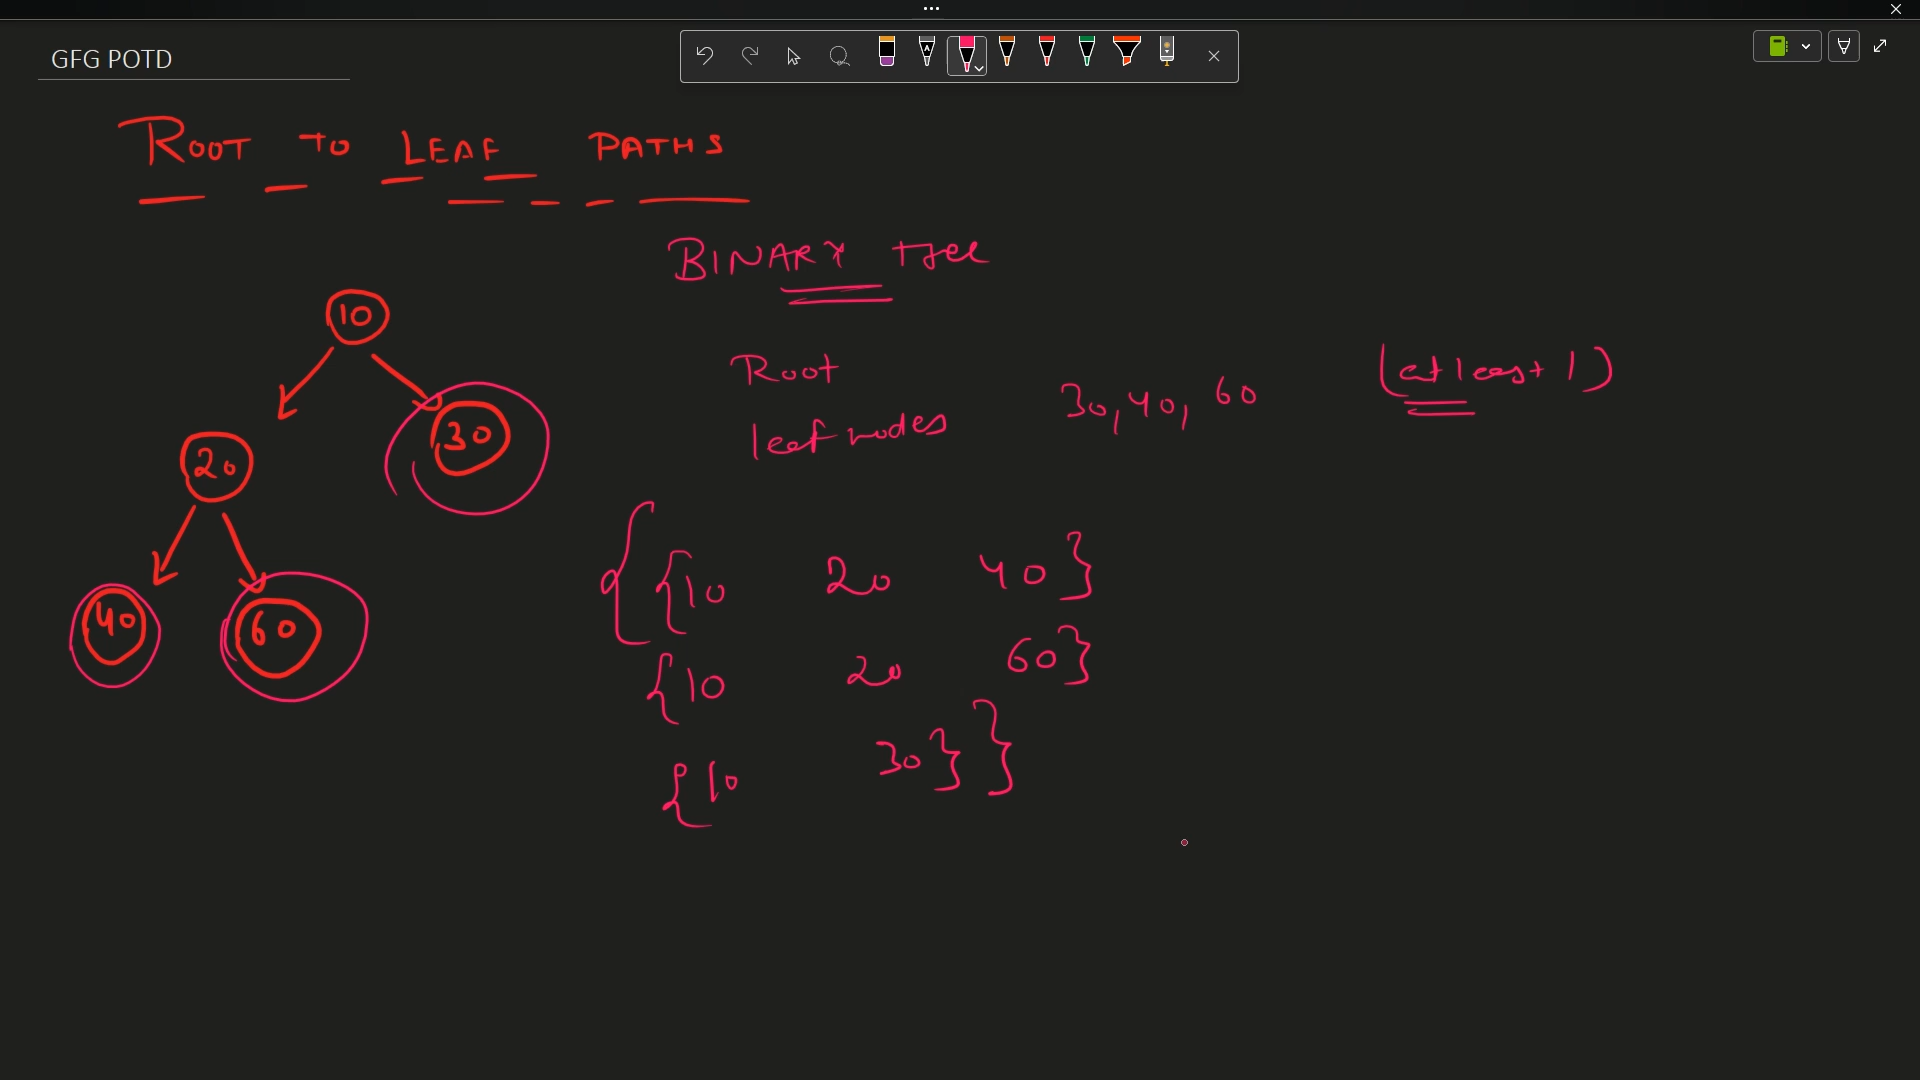 GFG POTD
ROOT TO LEAF PATHS
BINARY tree
10
Root
30, 40, 60
(atleast 1)
leaf nodes
30
20
{ {10 20 40}
40
60
{10 20 60}
{10 30} }